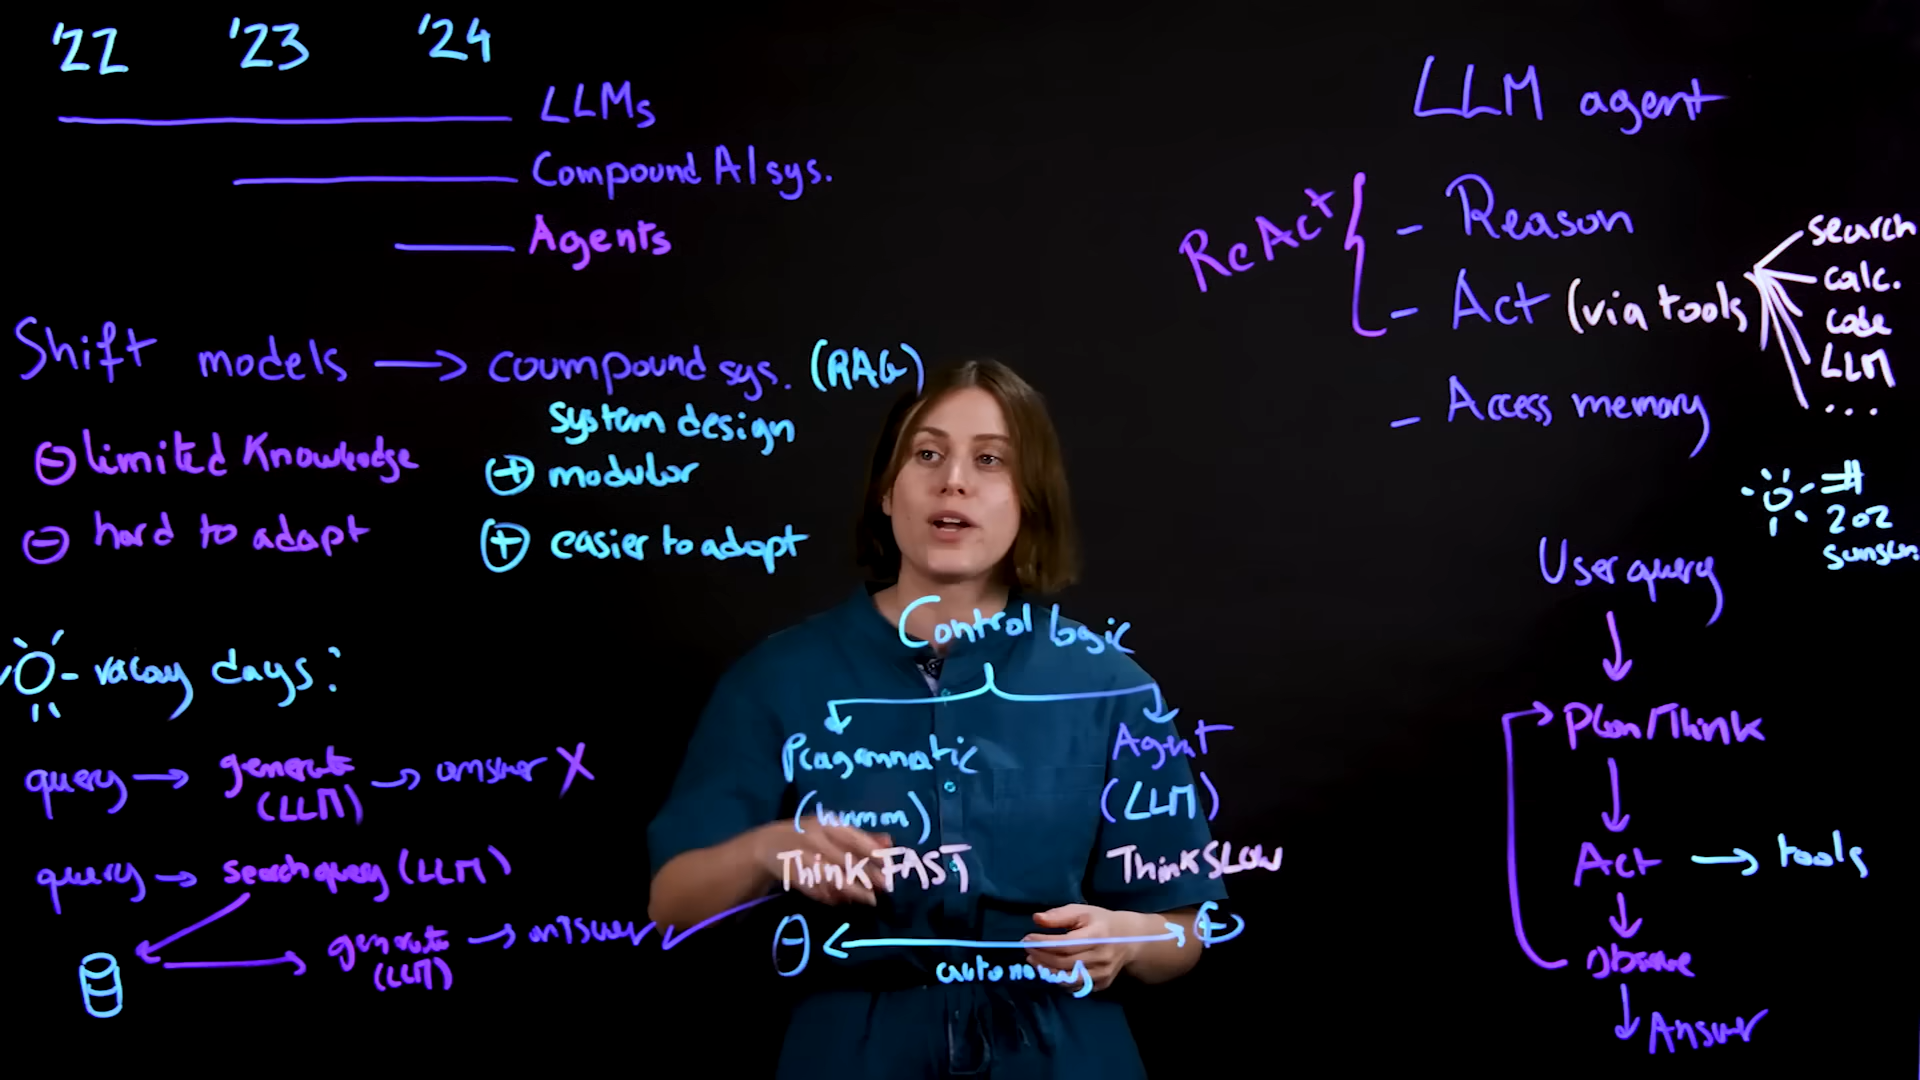 '22 '23 '24
LLMs
Compound AI sys.
Agents
Shift models → coumpound sys. (RAG)
system design
⊖ limited Knowledge
⊕ modular
⊖ hard to adapt
⊕ easier to adapt
- vacay days:
query → generate → answer X
(LLM)
query → search query (LLM)
generate → answer ✓
(LLM)
Control logic
(human)
Think FAST
Agent
(LLM)
Think SLOW
⊖ ↔ ⊕
autonomy
LLM agent
ReAct
- Reason
- Act (via tools
search
calc.
code
LLM
...
- Access memory
2oz
User query
Plan/Think
Act → tools
Observe
Answer